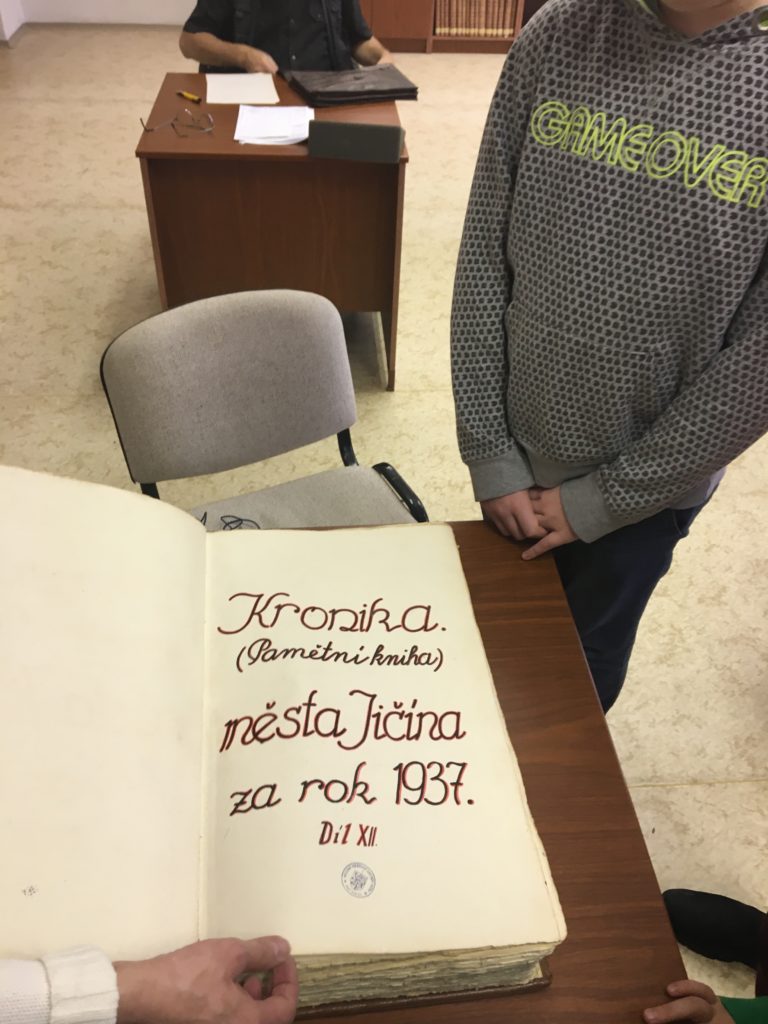 GAMEOVER
Kronika.
(Pamětní kniha)
města Jičína
za rok 1937.
Díl XII.